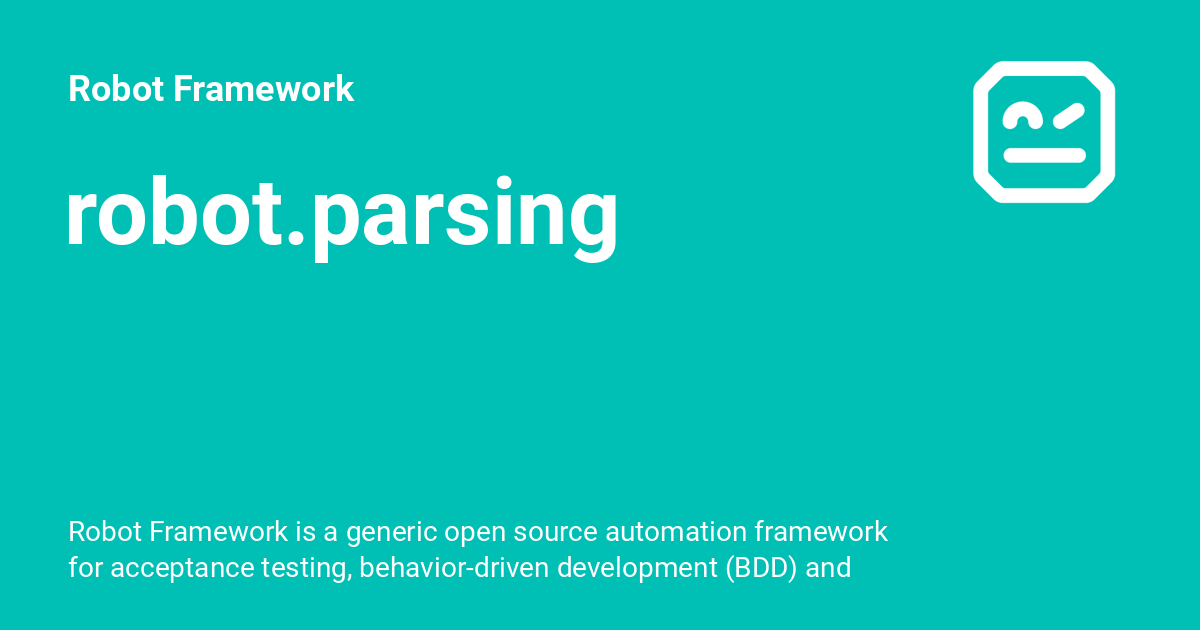 Robot Framework
robot.parsing
Robot Framework is a generic open source automation framework
for acceptance testing, behavior-driven development (BDD) and